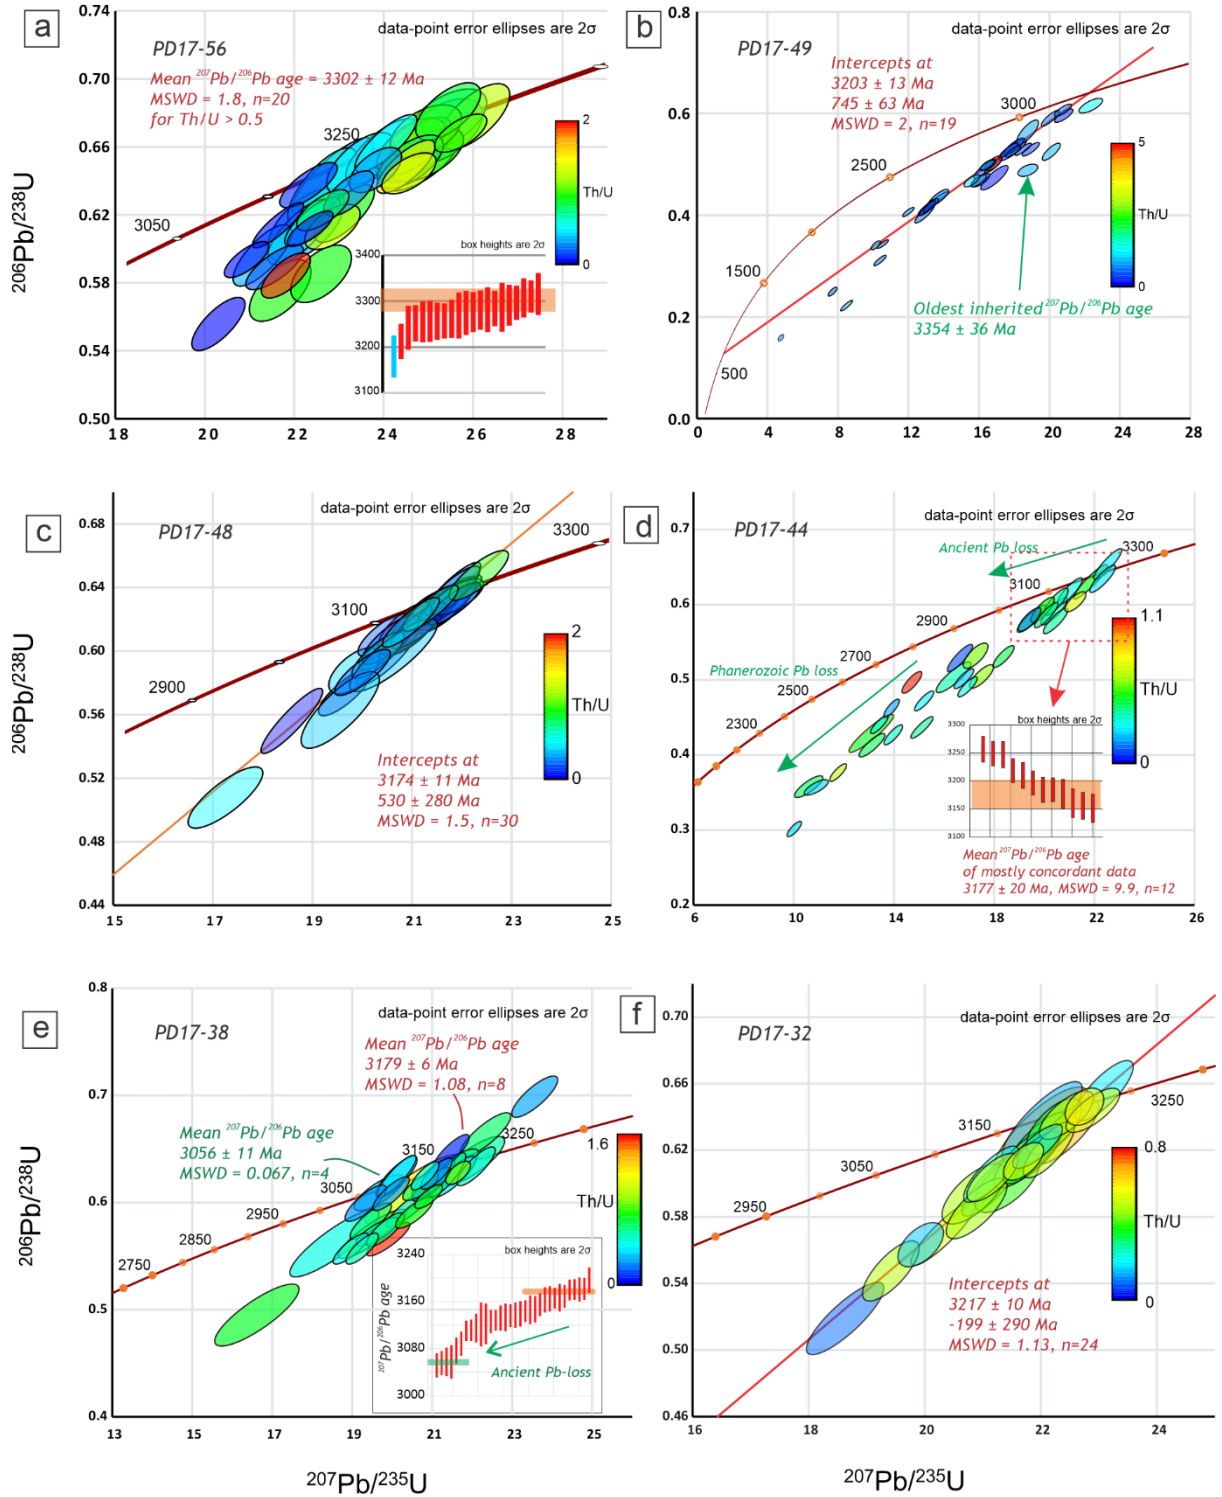 a
PD17-56
data-point error ellipses are 2σ
Mean ²⁰⁷Pb/²⁰⁶Pb age = 3302 ± 12 Ma
MSWD = 1.8, n=20
for Th/U > 0.5
0.74
0.70
0.66
0.62
0.58
0.54
0.50
3050
3250
2
Th/U
0
box heights are 2σ
3400
3300
3200
3100
18
20
22
24
26
28
²⁰⁶Pb/²³⁸U
b
PD17-49
data-point error ellipses are 2σ
Intercepts at
3203 ± 13 Ma
745 ± 63 Ma
MSWD = 2, n=19
0.8
0.6
0.4
0.2
0.0
500
1500
2500
3000
5
Th/U
0
Oldest inherited ²⁰⁷Pb/²⁰⁶Pb age
3354 ± 36 Ma
0
4
8
12
16
20
24
28
c
PD17-48
data-point error ellipses are 2σ
0.68
0.64
0.60
0.56
0.52
0.48
0.44
2900
3100
3300
2
Th/U
0
Intercepts at
3174 ± 11 Ma
530 ± 280 Ma
MSWD = 1.5, n=30
15
17
19
21
23
25
²⁰⁶Pb/²³⁸U
d
PD17-44
data-point error ellipses are 2σ
Ancient Pb loss
Phanerozoic Pb loss
0.7
0.6
0.5
0.4
0.3
0.2
2300
2500
2700
2900
3100
3300
1.1
Th/U
0
box heights are 2σ
3300
3250
3200
3150
3100
Mean ²⁰⁷Pb/²⁰⁶Pb age
of mostly concordant data
3177 ± 20 Ma, MSWD = 9.9, n=12
6
10
14
18
22
26
e
PD17-38
data-point error ellipses are 2σ
Mean ²⁰⁷Pb/²⁰⁶Pb age
3179 ± 6 Ma
MSWD = 1.08, n=8
Mean ²⁰⁷Pb/²⁰⁶Pb age
3056 ± 11 Ma
MSWD = 0.067, n=4
0.8
0.7
0.6
0.5
0.4
2750
2850
2950
3050
3150
3250
1.6
Th/U
0
box heights are 2σ
3240
3160
3080
3000
²⁰⁷Pb/²⁰⁶Pb age
Ancient Pb-loss
13
15
17
19
21
23
25
²⁰⁶Pb/²³⁸U
²⁰⁷Pb/²³⁵U
f
PD17-32
data-point error ellipses are 2σ
0.70
0.66
0.62
0.58
0.54
0.50
0.46
2950
3050
3150
3250
0.8
Th/U
0
Intercepts at
3217 ± 10 Ma
-199 ± 290 Ma
MSWD = 1.13, n=24
16
18
20
22
24
²⁰⁷Pb/²³⁵U